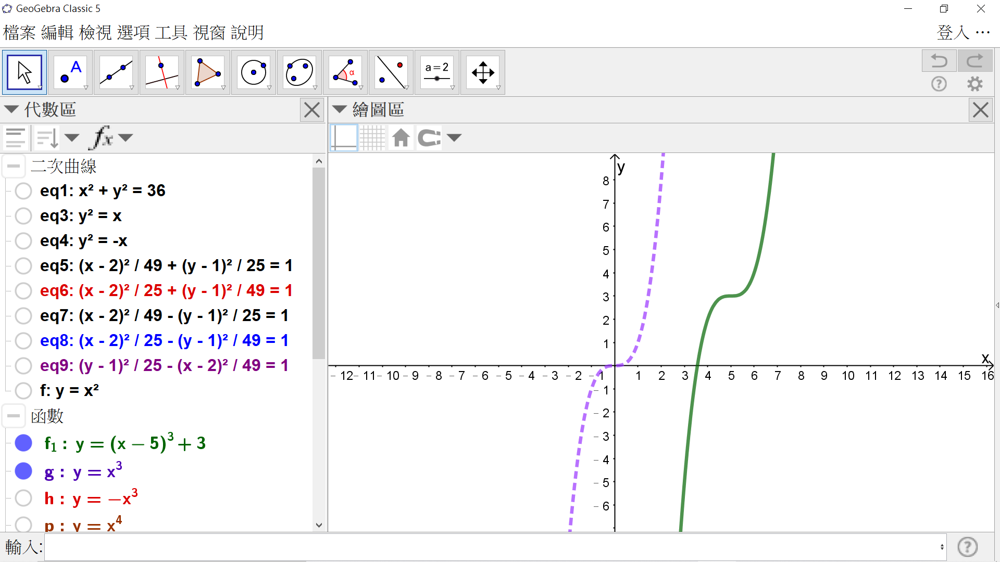 GeoGebra Classic 5
檔案 編輯 檢視 選項 工具 視窗 說明
登入 ...
A
α
a = 2
代數區
繪圖區
fx
二次曲線
eq1: x² + y² = 36
eq3: y² = x
eq4: y² = -x
eq5: (x - 2)² / 49 + (y - 1)² / 25 = 1
eq6: (x - 2)² / 25 + (y - 1)² / 49 = 1
eq7: (x - 2)² / 49 - (y - 1)² / 25 = 1
eq8: (x - 2)² / 25 - (y - 1)² / 49 = 1
eq9: (y - 1)² / 25 - (x - 2)² / 49 = 1
f: y = x²
函數
f₁ : y = (x − 5)³ + 3
g : y = x³
h : y = −x³
p : y = x⁴
y
8
7
6
5
4
3
2
1
x
−12 −11 −10 −9 −8 −7 −6 −5 −4 −3 −2 −1 1 2 3 4 5 6 7 8 9 10 11 12 13 14 15 16
−1
−2
−3
−4
−5
−6
輸入: